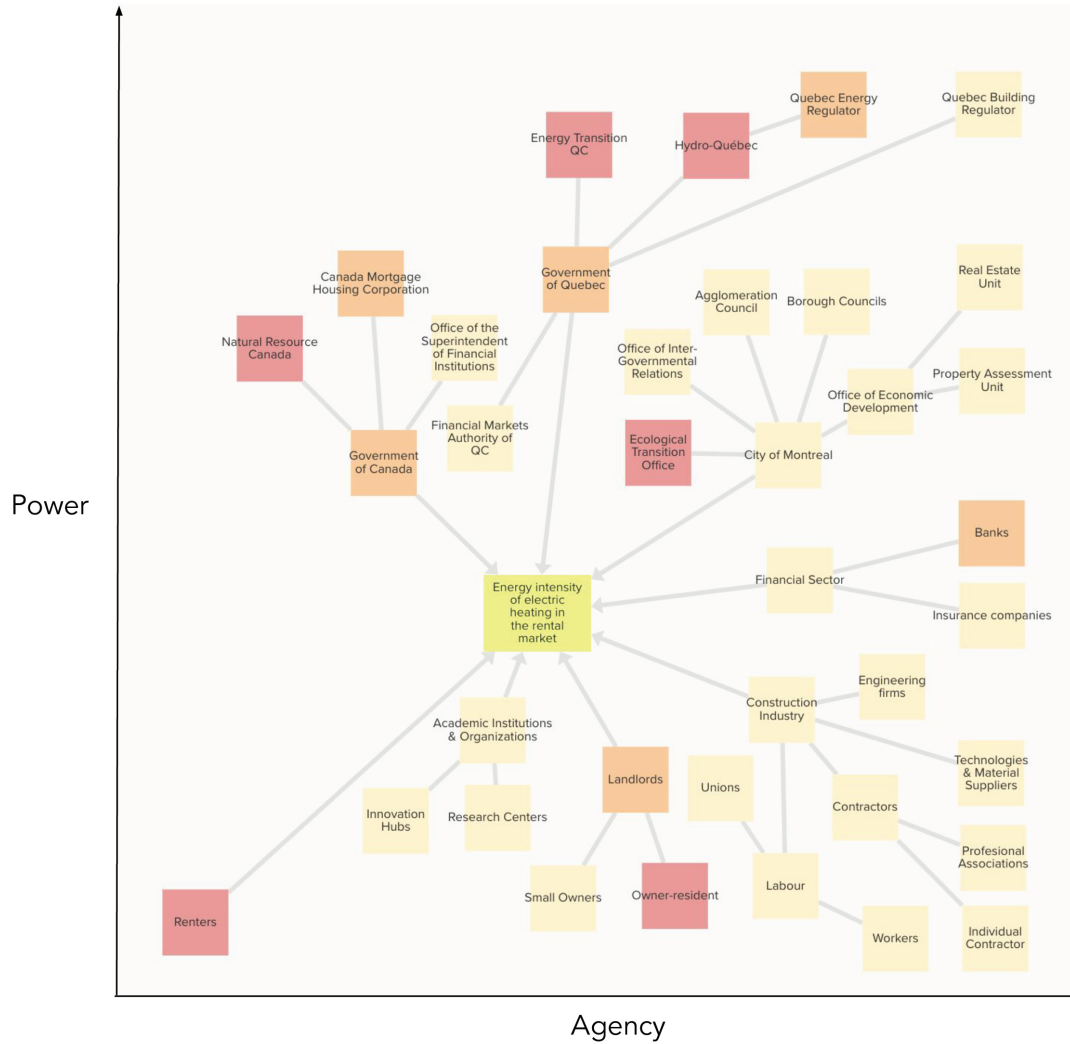 Quebec Energy
Regulator
Quebec Building
Regulator
Energy Transition
QC
Hydro-Québec
Canada Mortgage
Housing Corporation
Government
of Quebec
Real Estate
Unit
Agglomeration
Council
Borough Councils
Natural Resource
Canada
Office of the
Superintendent
of Financial
Institutions
Office of Inter-
Governmental
Relations
Property Assessment
Unit
Office of Economic
Development
Financial Markets
Authority of
QC
Government
of Canada
Ecological
Transition
Office
City of Montreal
Power
Banks
Financial Sector
Energy intensity
of electric
heating in
the rental
market
Insurance companies
Engineering
firms
Construction
Industry
Academic Institutions
& Organizations
Technologies
& Material
Suppliers
Landlords
Unions
Contractors
Innovation
Hubs
Research Centers
Profesional
Associations
Labour
Small Owners
Owner-resident
Renters
Workers
Individual
Contractor
Agency